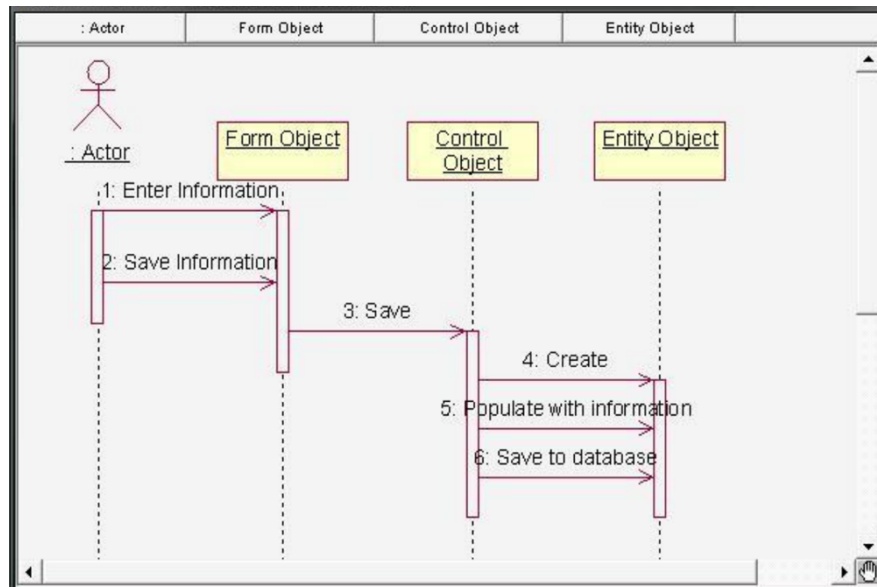 : Actor
Form Object
Control Object
Entity Object
: Actor
Form Object
Control
Object
Entity Object
1: Enter Information
2: Save Information
3: Save
4: Create
5: Populate with information
6: Save to database